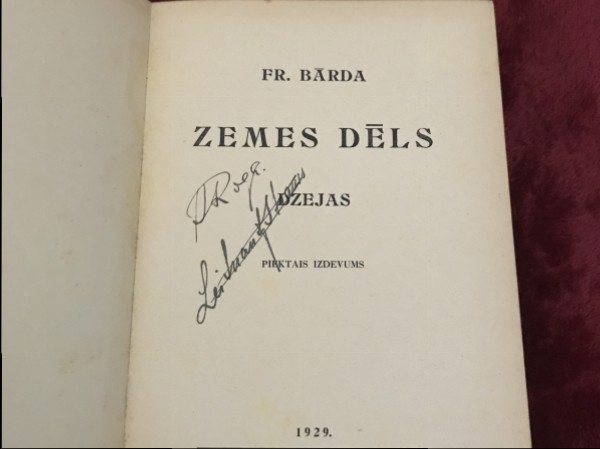 FR. BĀRDA
ZEMES DĒLS
DZEJAS
PIEKTAIS IZDEVUMS
1929.